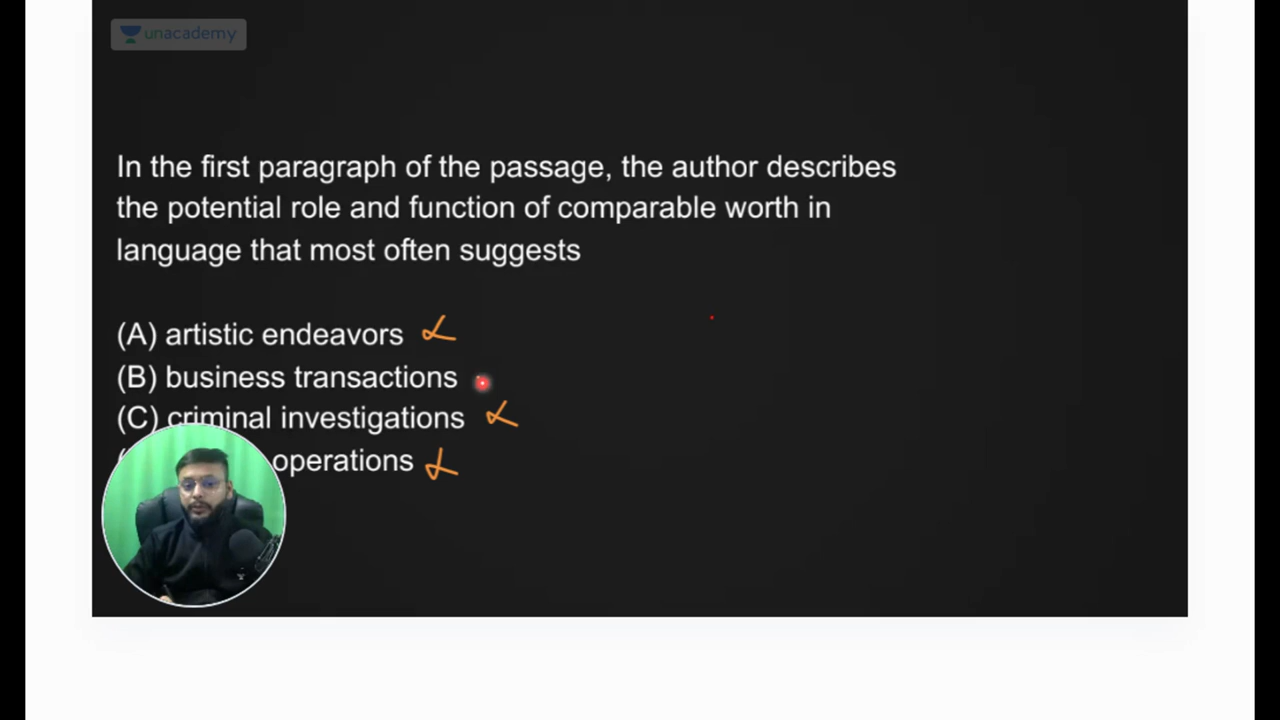 unacademy
In the first paragraph of the passage, the author describes
the potential role and function of comparable worth in
language that most often suggests
(A) artistic endeavors
(B) business transactions
(C) criminal investigations
operations